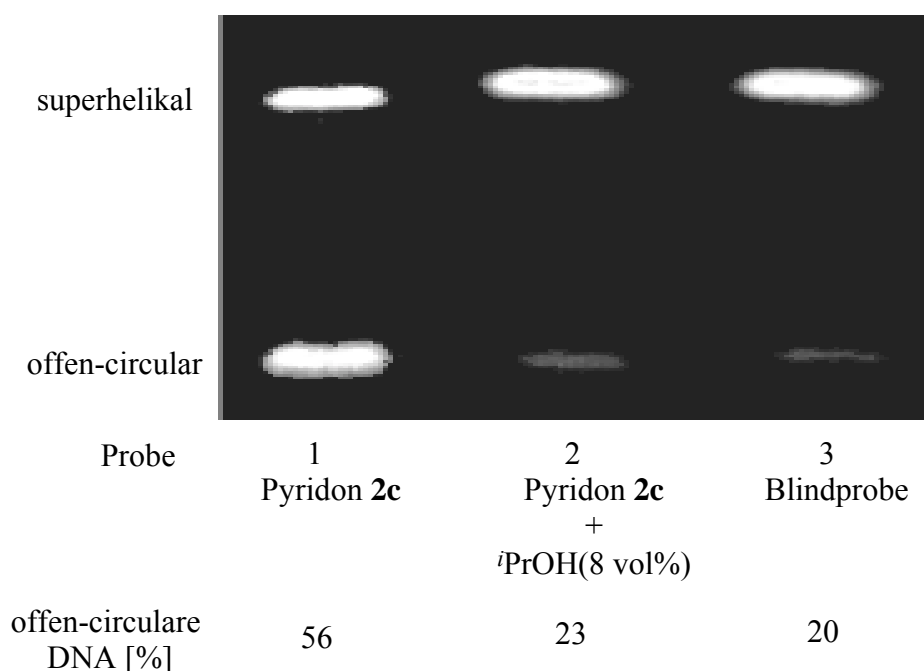 superhelikal
offen-circular
Probe 1 2 3
Pyridon 2c Pyridon 2c Blindprobe
+
iPrOH(8 vol%)
offen-circulare
DNA [%] 56 23 20